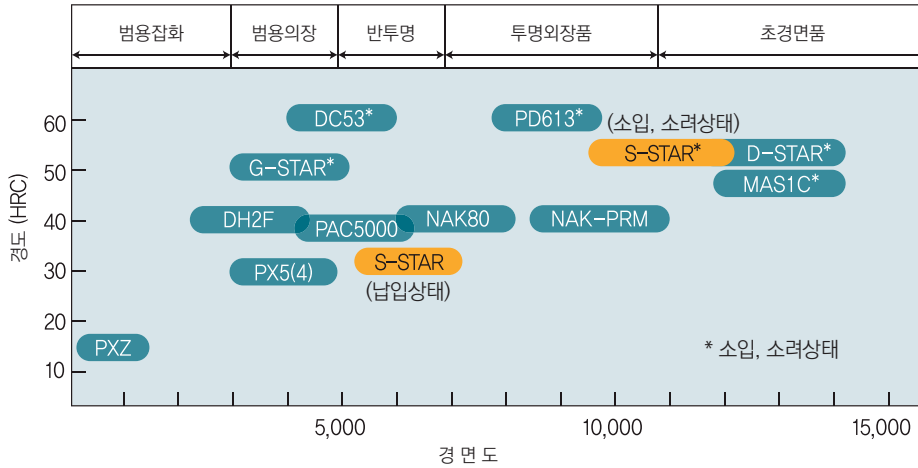 범용잡화 범용의장 반투명 투명외장품 초경면품
DC53* PD613* (소입, 소려상태)
S-STAR* D-STAR*
G-STAR* MAS1C*
DH2F PAC5000 NAK80 NAK-PRM
PX5(4) S-STAR
(납입상태)
PXZ * 소입, 소려상태
경도 (HRC)
60
50
40
30
20
10
5,000 10,000 15,000
경 면 도